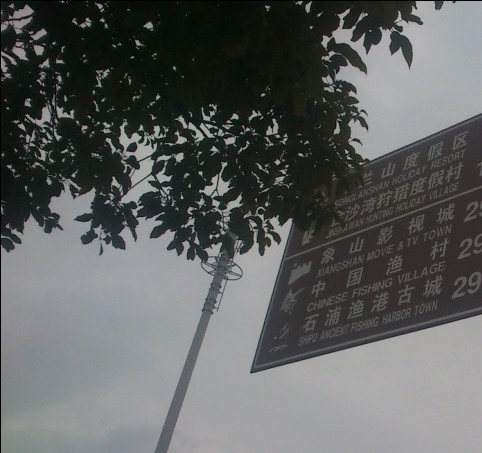 兰山度假区
HOLIDAY RESORT
沙湾狩猎度假村
HUNTING HOLIDAY VILLAGE
象山影视城 29
XIANGSHAN MOVIE & TV TOWN
中国渔村 29
CHINESE FISHING VILLAGE
石浦渔港古城 29
SHIPU ANCIENT FISHING HARBOR TOWN